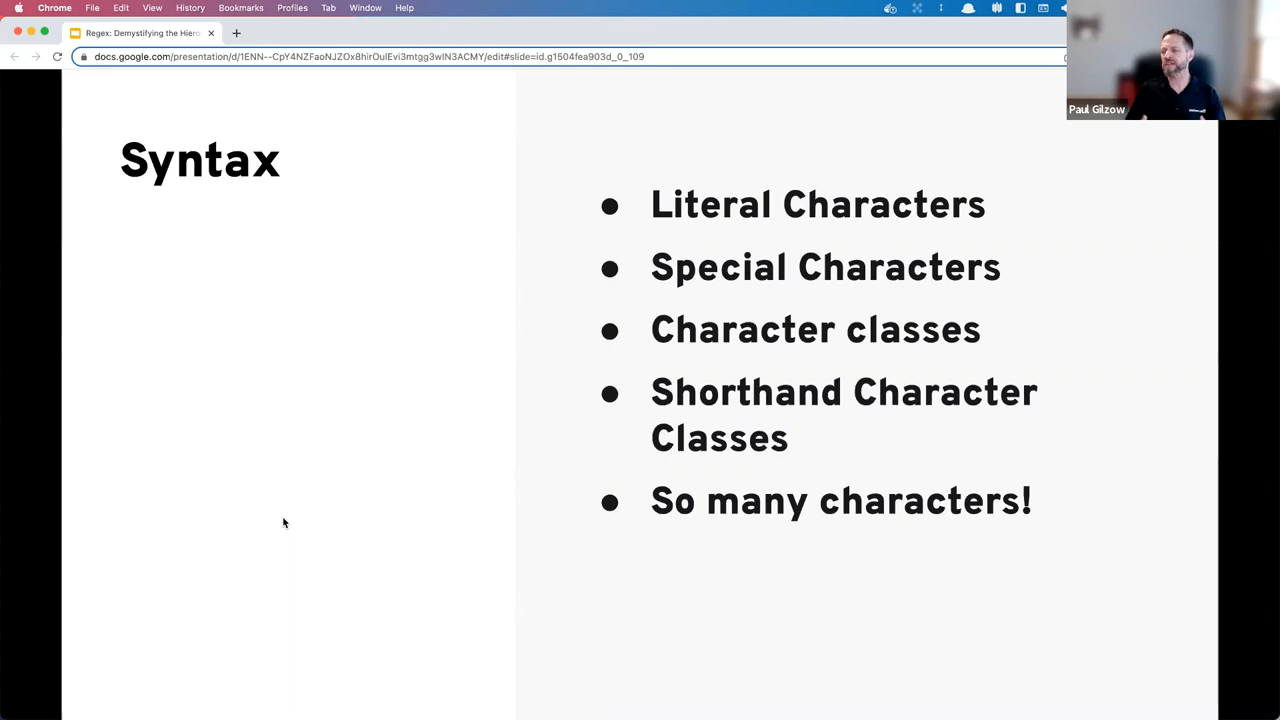 Chrome File Edit View History Bookmarks Profiles Tab Window Help
Regex: Demystifying the Hiero
docs.google.com/presentation/d/1ENN--CpY4NZFaoNJZOx8hirOulEvi3mtgg3wIN3ACMY/edit#slide=id.g1504fea903d_0_109
Paul Gilzow
Syntax
● Literal Characters
● Special Characters
● Character classes
● Shorthand Character
Classes
● So many characters!